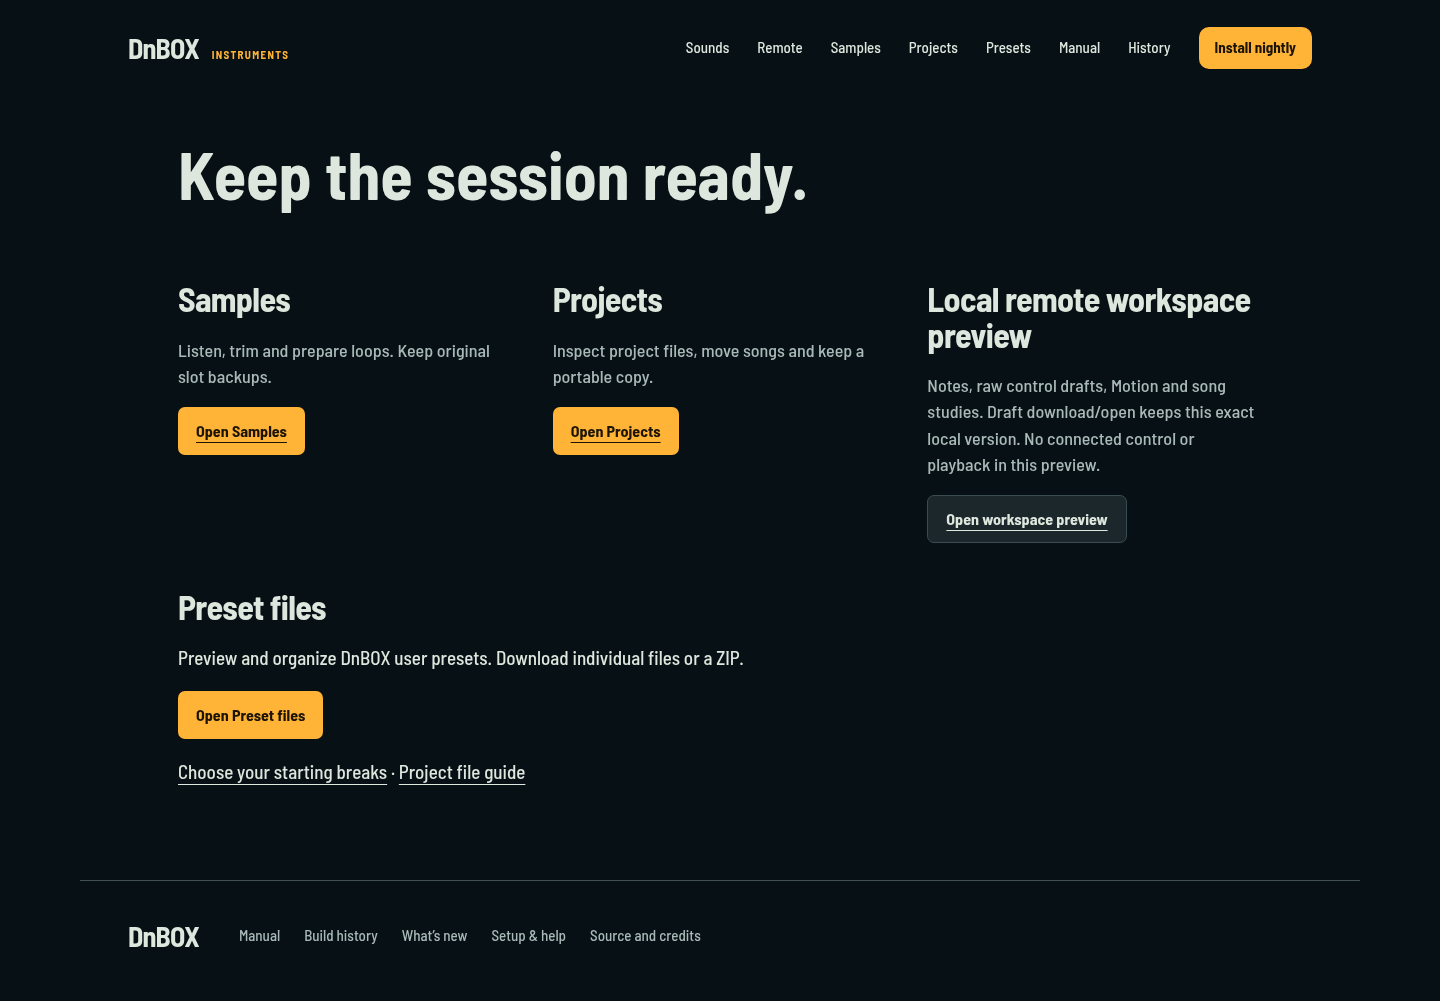 DnBOX INSTRUMENTS
Sounds Remote Samples Projects Presets Manual History Install nightly
Keep the session ready.
Samples
Listen, trim and prepare loops. Keep original
slot backups.
Open Samples
Projects
Inspect project files, move songs and keep a
portable copy.
Open Projects
Local remote workspace
preview
Notes, raw control drafts, Motion and song
studies. Draft download/open keeps this exact
local version. No connected control or
playback in this preview.
Open workspace preview
Preset files
Preview and organize DnBOX user presets. Download individual files or a ZIP.
Open Preset files
Choose your starting breaks · Project file guide
DnBOX Manual Build history What's new Setup & help Source and credits